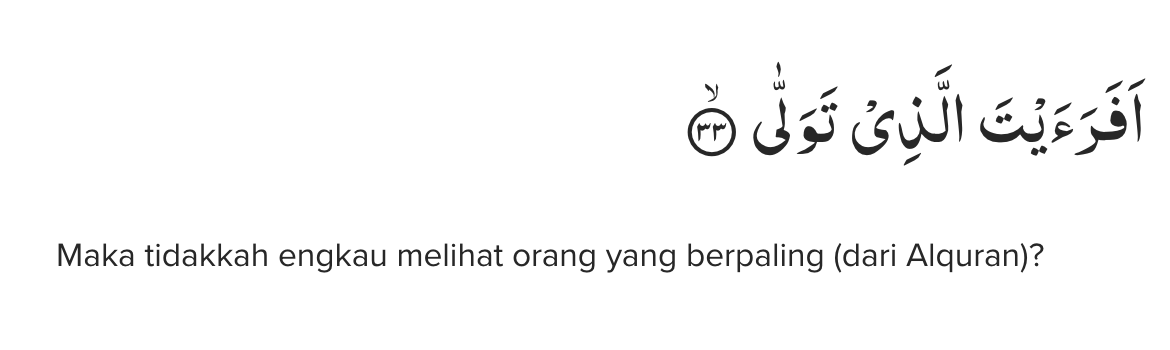 اَفَرَءَيْتَ الَّذِيْ تَوَلّٰى ۙ ٣٣
Maka tidakkah engkau melihat orang yang berpaling (dari Alquran)?